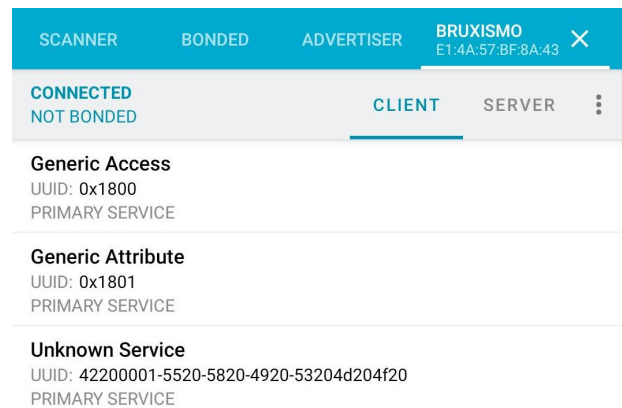 SCANNER BONDED ADVERTISER BRUXISMO
E1:4A:57:BF:8A:43
CONNECTED
NOT BONDED
CLIENT SERVER
Generic Access
UUID: 0x1800
PRIMARY SERVICE
Generic Attribute
UUID: 0x1801
PRIMARY SERVICE
Unknown Service
UUID: 42200001-5520-5820-4920-53204d204f20
PRIMARY SERVICE